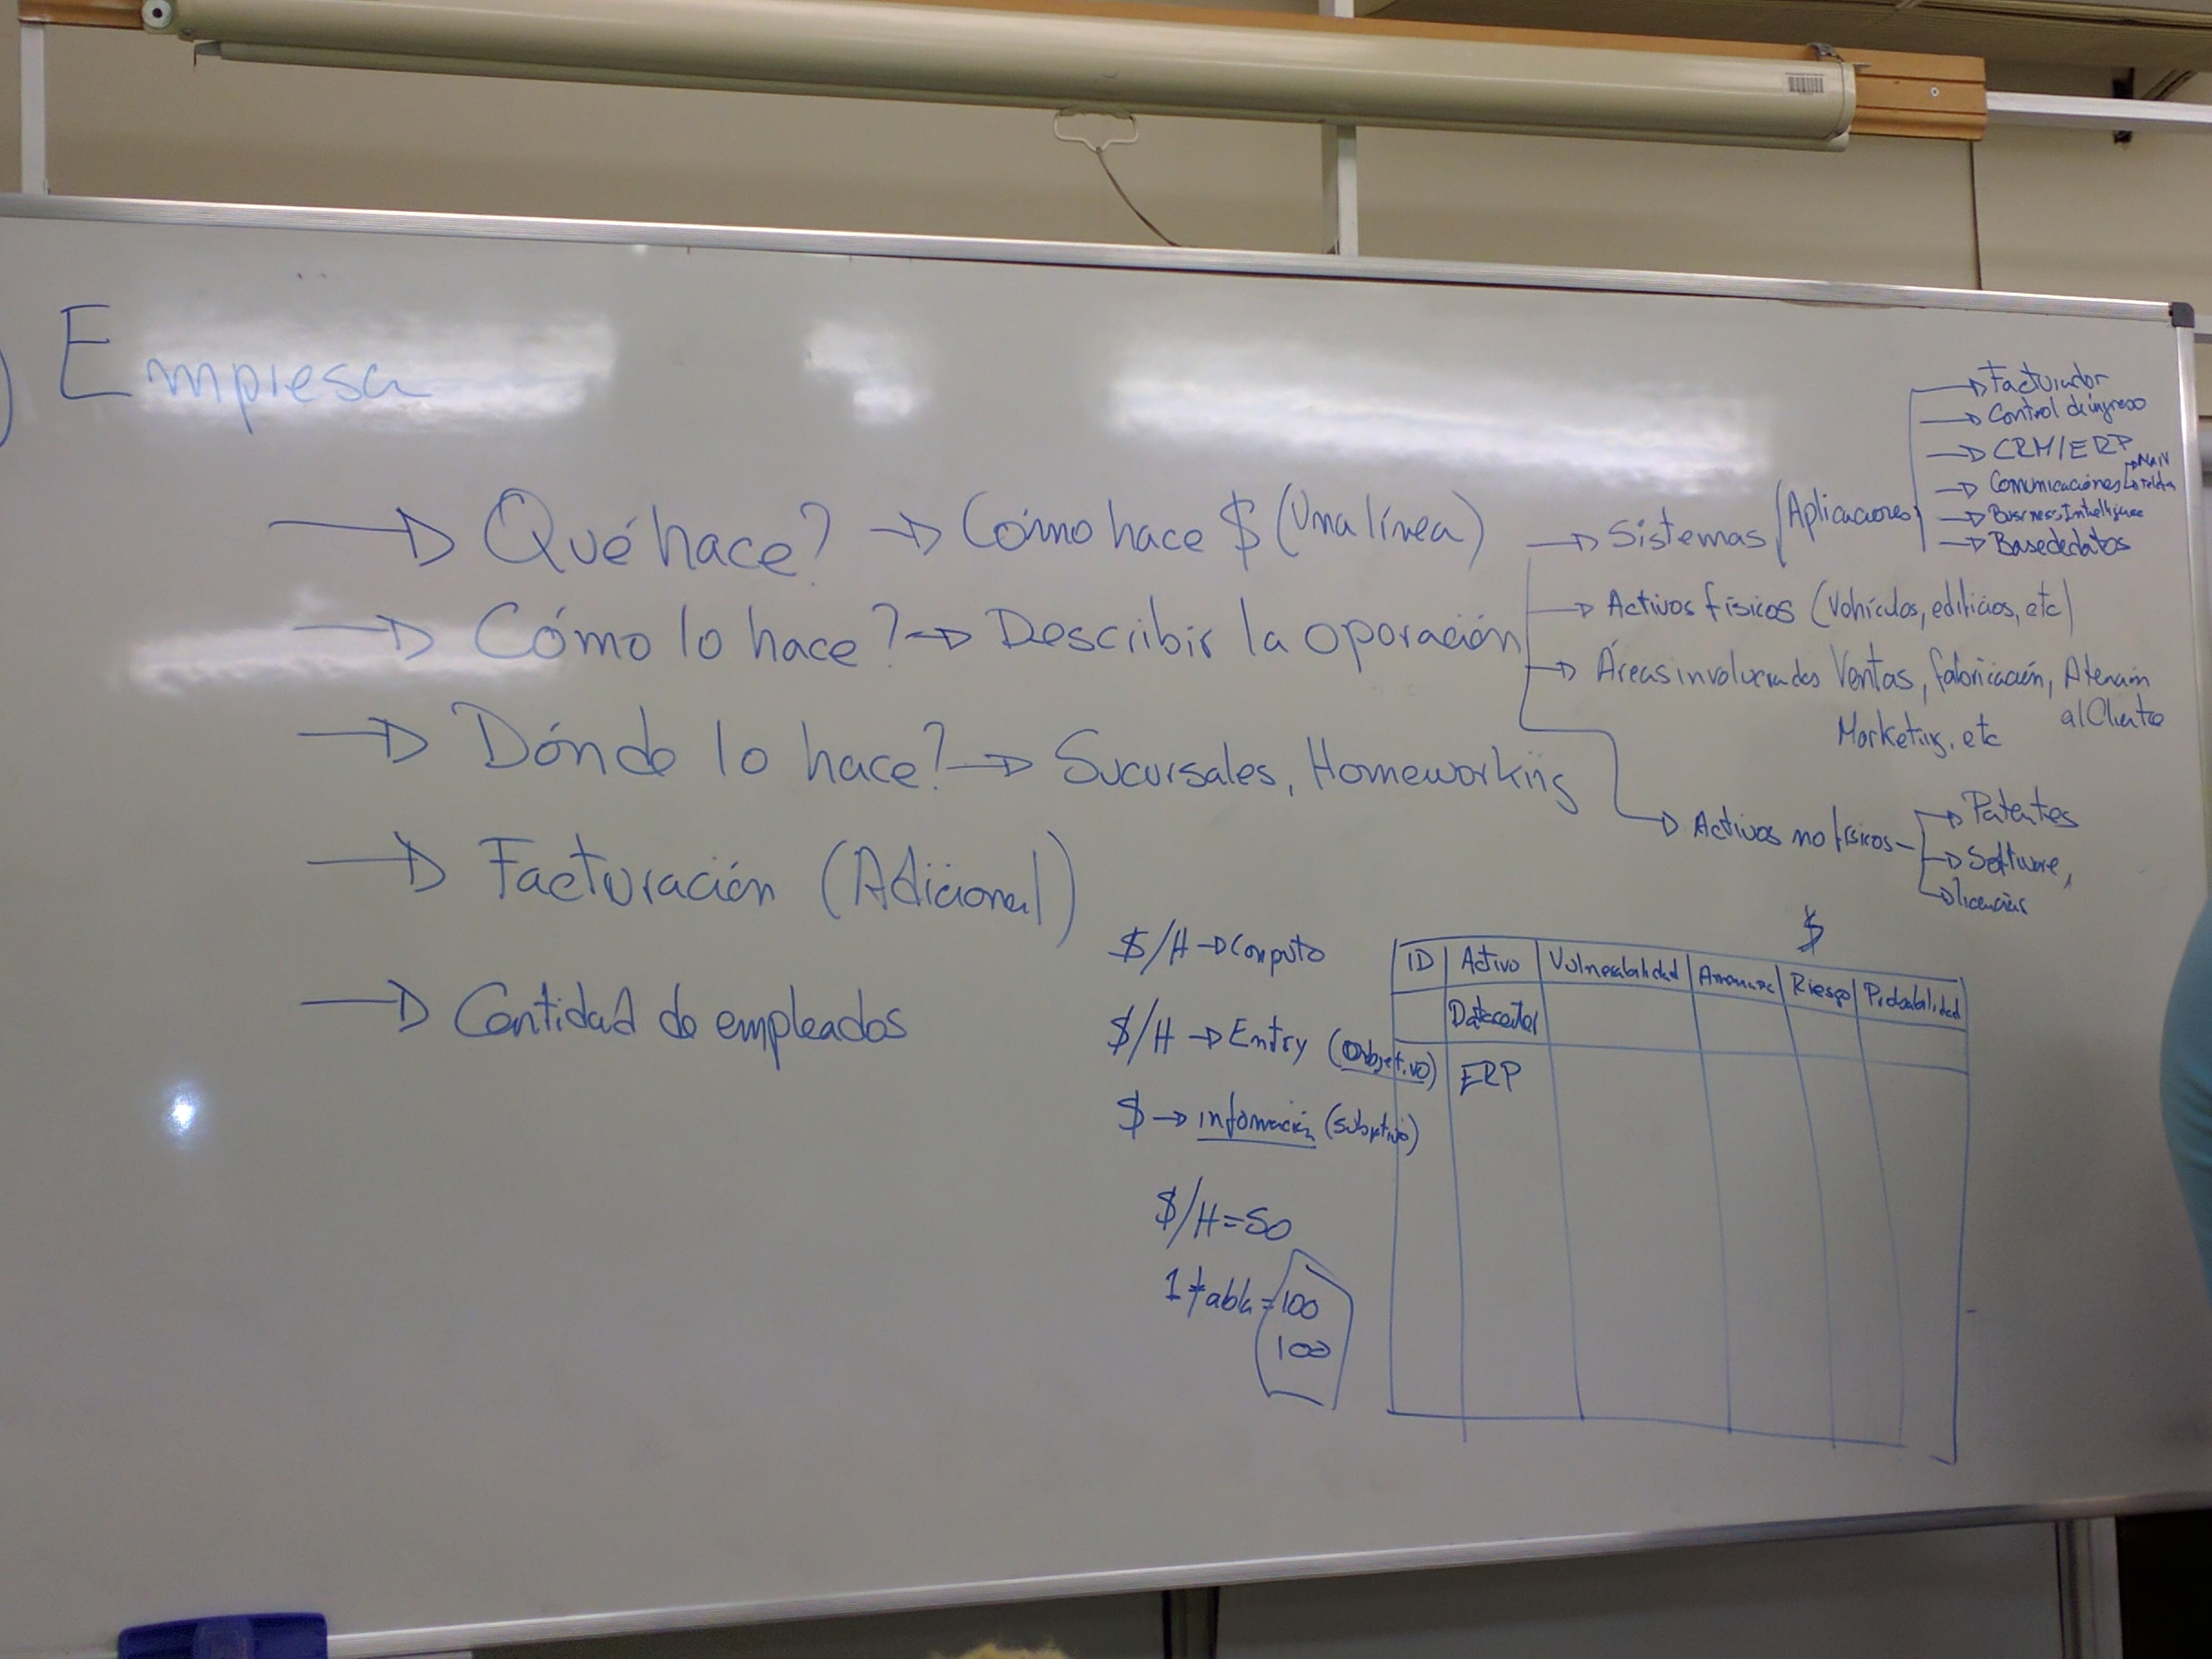 Empresa
→ Qué hace? → Cómo hace $ (Una línea)
→ Cómo lo hace? → Describir la operación
→ Sistemas/Aplicaciones
→ Facturador
→ Control de ingreso
→ CRM/ERP
→ Comunicaciones
→ Business Intelligence
→ Base de datos
→ Activos físicos (Vehículos, edificios, etc)
→ Áreas involucradas Ventas, fabricación, Atención
al Cliente
Marketing, etc
→ Activos no físicos
→ Patentes
→ Software,
→ licencias
→ Dónde lo hace? → Sucursales, Homeworking
→ Facturación (Adicional)
→ Cantidad de empleados
$/H → Computo
$/H → Entry (Objetivo)
$ → información (subjetivo)
$/H = 50
1 tabla = 100
100
$
ID Activo Vulnerabilidad Amenaza Riesgo Probabilidad
Datacenter
ERP